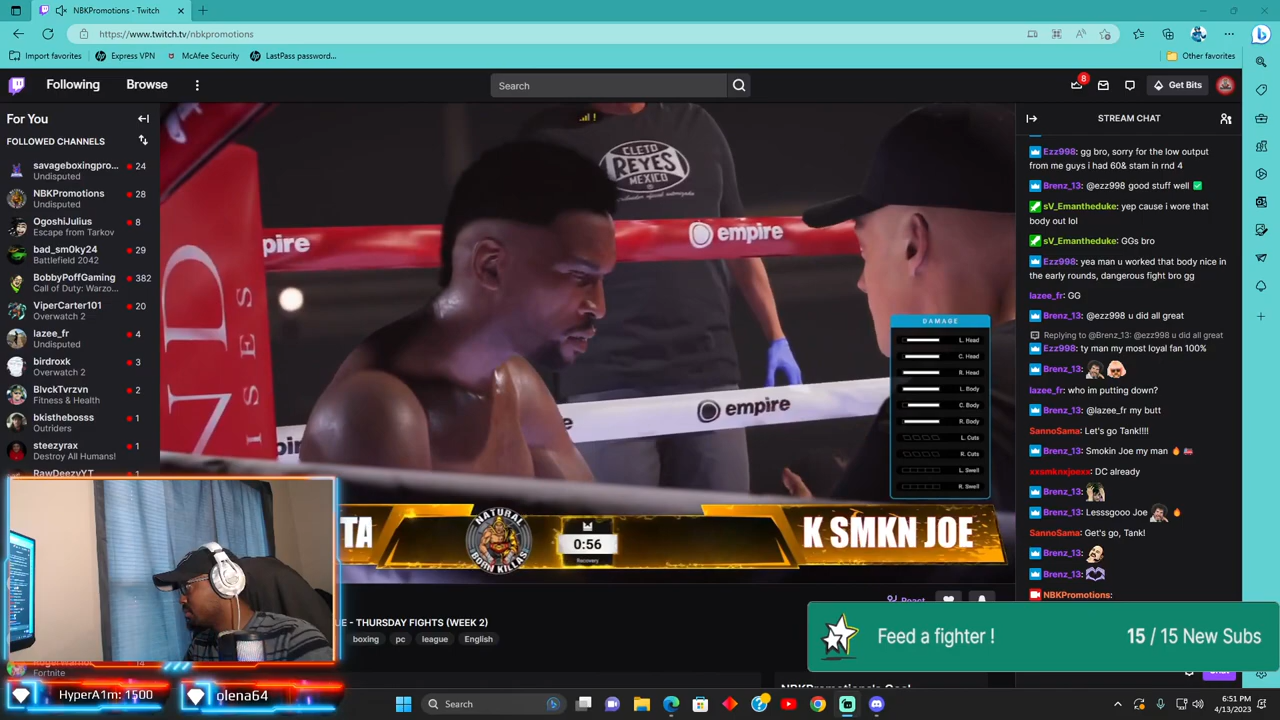 NBKPromotions - Twitch
https://www.twitch.tv/nbkpromotions
Import favorites
Express VPN
McAfee Security
LastPass password...
Other favorites
Following
Browse
Search
8
Get Bits
For You
FOLLOWED CHANNELS
savageboxingpro...
24
Undisputed
NBKPromotions
28
Undisputed
OgoshiJulius
8
Escape from Tarkov
bad_sm0ky24
29
Battlefield 2042
BobbyPoffGaming
382
Call of Duty: Warzo...
ViperCarter101
20
Overwatch 2
lazee_fr
4
Undisputed
birdroxk
3
Overwatch 2
BlvckTvrzvn
2
Fitness & Health
bkisthebosss
1
Outriders
steezyrax
1
Destroy All Humans!
RawDeezyYT
Fortnite
14
HyperA1m: 1500
olena64
CLETO
REYES
MEXICO
empire
empire
empire
DAMAGE
L. Head
C. Head
R. Head
L. Body
C. Body
R. Body
L. Cuts
R. Cuts
L. Swell
R. Swell
TA
NATURAL
BORN KILLAS
0:56
Recovery
K SMKN JOE
React
UE - THURSDAY FIGHTS (WEEK 2)
boxing
pc
league
English
STREAM CHAT
Ezz998: gg bro, sorry for the low output
from me guys i had 60& stam in rnd 4
Brenz_13: @ezz998 good stuff well
sV_Emantheduke: yep cause i wore that
body out lol
sV_Emantheduke: GGs bro
Ezz998: yea man u worked that body nice in
the early rounds, dangerous fight bro gg
lazee_fr: GG
Brenz_13: @ezz998 u did all great
Replying to @Brenz_13: @ezz998 u did all great
Ezz998: ty man my most loyal fan 100%
Brenz_13:
lazee_fr: who im putting down?
Brenz_13: @lazee_fr my butt
SannoSama: Let's go Tank!!!!
Brenz_13: Smokin Joe my man
xxsmknxjoexx: DC already
Brenz_13:
Brenz_13: Lesssgooo Joe
SannoSama: Get's go, Tank!
Brenz_13:
Brenz_13:
NBKPromotions:
Feed a fighter !
15 / 15 New Subs
Search
6:51 PM
4/13/2023